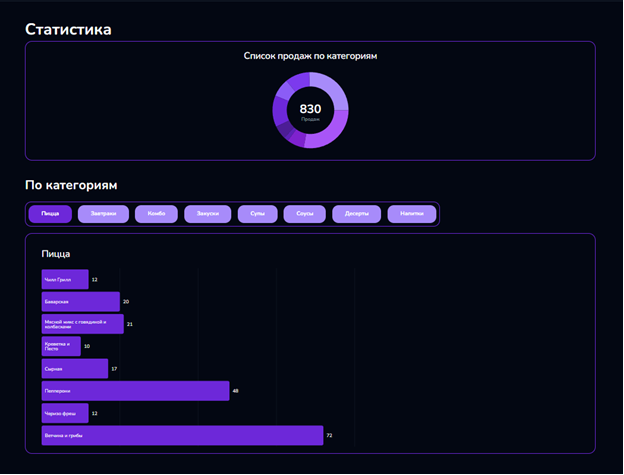 Статистика
Список продаж по категориям
830
Продаж
По категориям
Пицца Завтраки Комбо Закуски Супы Соусы Десерты Напитки
Пицца
Чилл Грилл 12
Баварская 20
Мясной микс с говядиной и
колбасками 21
Креветка и
Песто 10
Сырная 17
Пепперони 48
Чоризо фреш 12
Ветчина и грибы 72